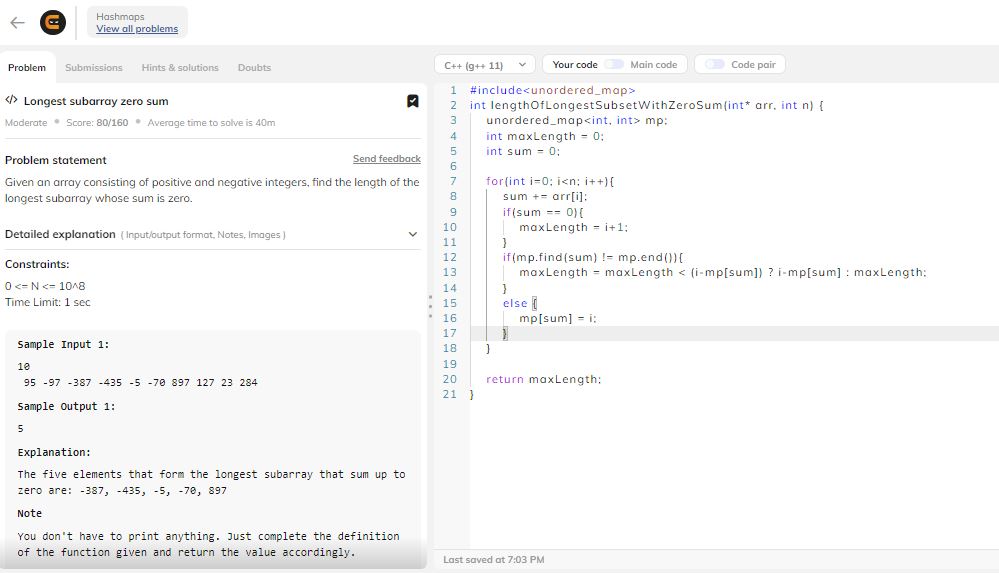 Hashmaps
View all problems
Problem
Submissions
Hints & solutions
Doubts
</> Longest subarray zero sum
Moderate • Score: 80/160 • Average time to solve is 40m
Problem statement
Send feedback
Given an array consisting of positive and negative integers, find the length of the
longest subarray whose sum is zero.
Detailed explanation ( Input/output format, Notes, Images )
Constraints:
0 <= N <= 10^8
Time Limit: 1 sec
Sample Input 1:
10
95 -97 -387 -435 -5 -70 897 127 23 284
Sample Output 1:
5
Explanation:
The five elements that form the longest subarray that sum up to
zero are: -387, -435, -5, -70, 897
Note
You don't have to print anything. Just complete the definition
of the function given and return the value accordingly.
C++ (g++ 11)
Your code
Main code
Code pair
1 #include<unordered_map>
2 int lengthOfLongestSubsetWithZeroSum(int* arr, int n) {
3 unordered_map<int, int> mp;
4 int maxLength = 0;
5 int sum = 0;
6
7 for(int i=0; i<n; i++){
8 sum += arr[i];
9 if(sum == 0){
10 maxLength = i+1;
11 }
12 if(mp.find(sum) != mp.end()){
13 maxLength = maxLength < (i-mp[sum]) ? i-mp[sum] : maxLength;
14 }
15 else {
16 mp[sum] = i;
17 }
18 }
19
20 return maxLength;
21 }
Last saved at 7:03 PM